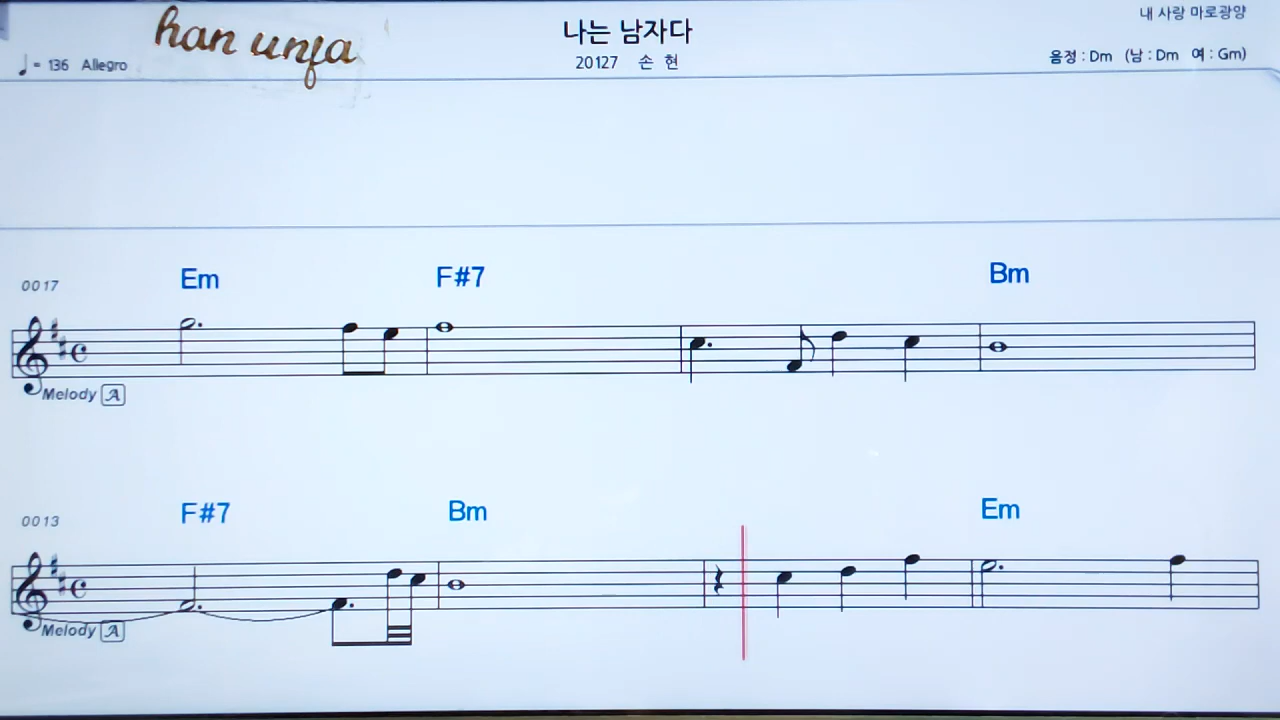 내 사랑 마로광양
han unfa
나는 남자다
♩= 136 Allegro
20127 손 현
음정 : Dm (남 : Dm 여 : Gm)
0017 Em F#7 Bm
Melody A
0013 F#7 Bm Em
Melody A